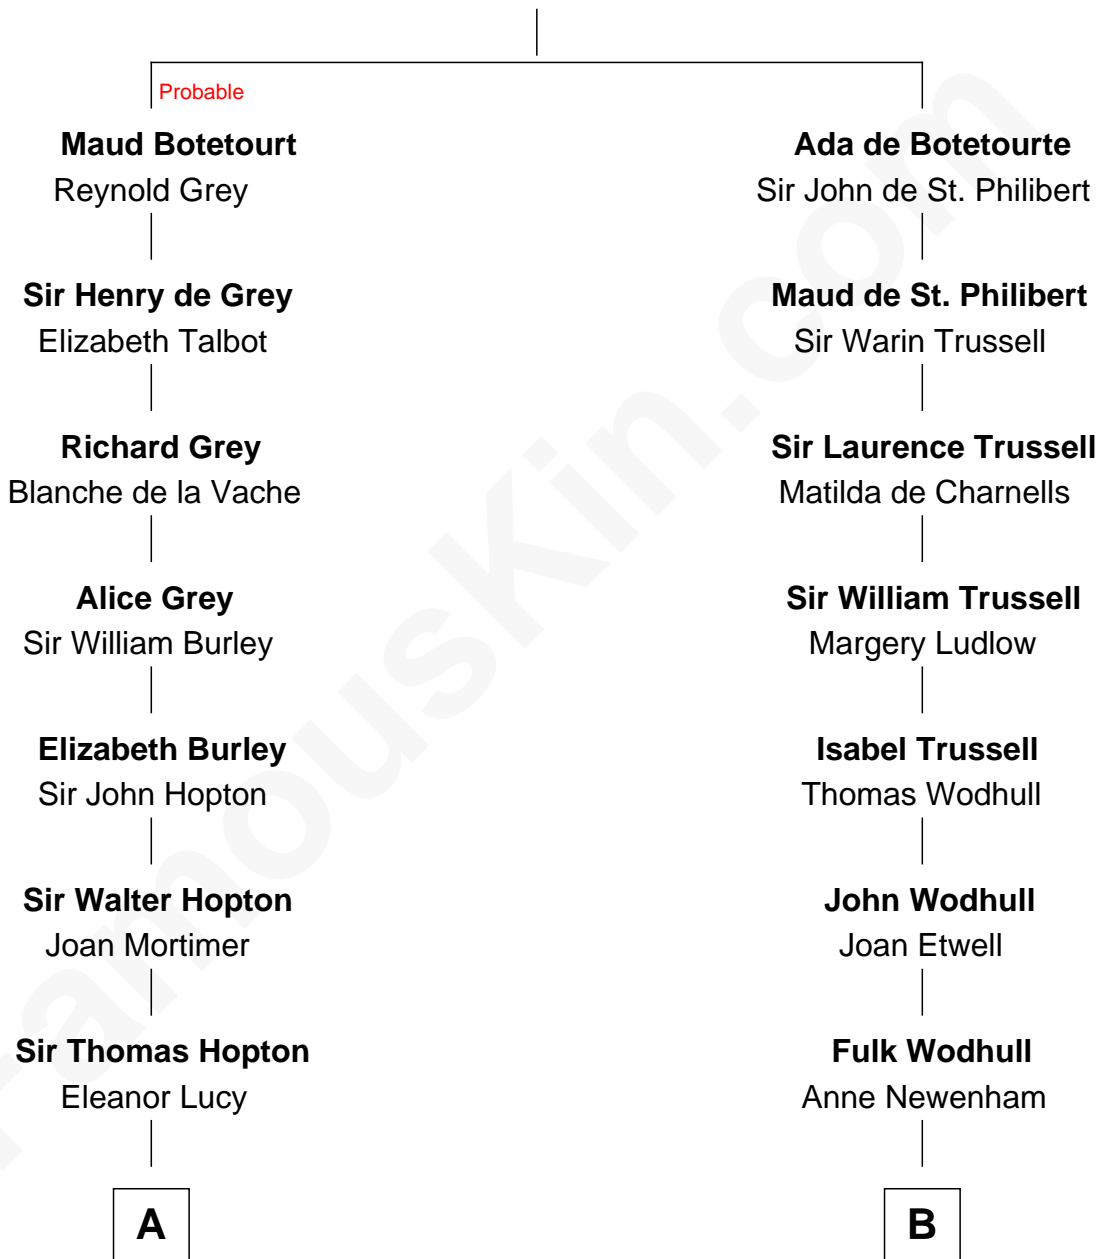 Probable
Maud Botetourt
Reynold Grey
Ada de Botetourte
Sir John de St. Philibert
Sir Henry de Grey
Elizabeth Talbot
Maud de St. Philibert
Sir Warin Trussell
Richard Grey
Blanche de la Vache
Sir Laurence Trussell
Matilda de Charnells
Alice Grey
Sir William Burley
Sir William Trussell
Margery Ludlow
Elizabeth Burley
Sir John Hopton
Isabel Trussell
Thomas Wodhull
Sir Walter Hopton
Joan Mortimer
John Wodhull
Joan Etwell
Sir Thomas Hopton
Eleanor Lucy
Fulk Wodhull
Anne Newenham
A
B
FamousKin.com